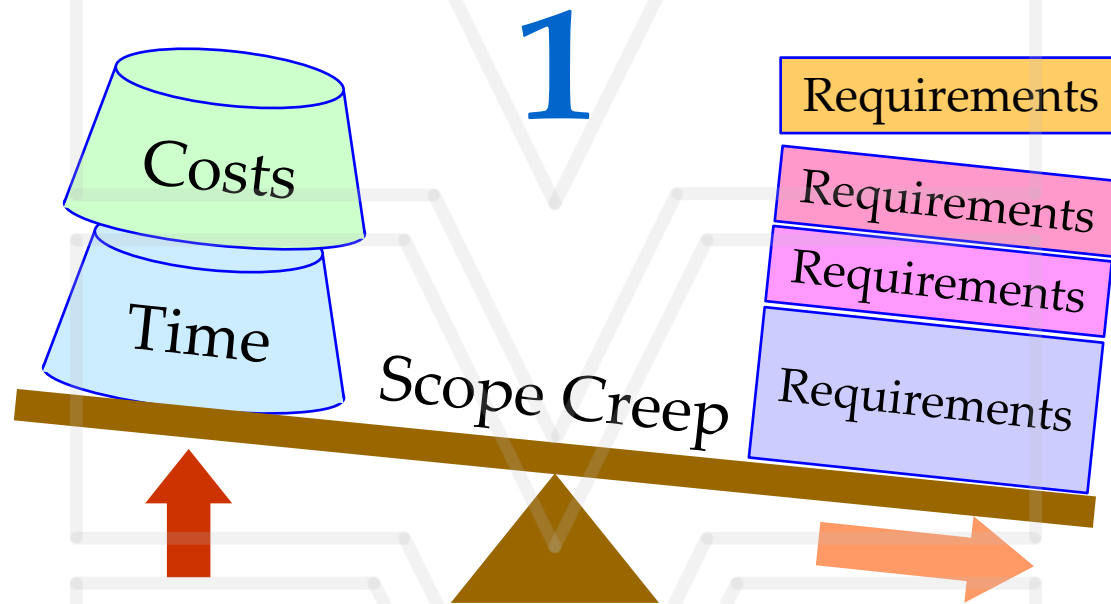 1
Costs
Time
Scope Creep
Requirements
Requirements
Requirements
Requirements